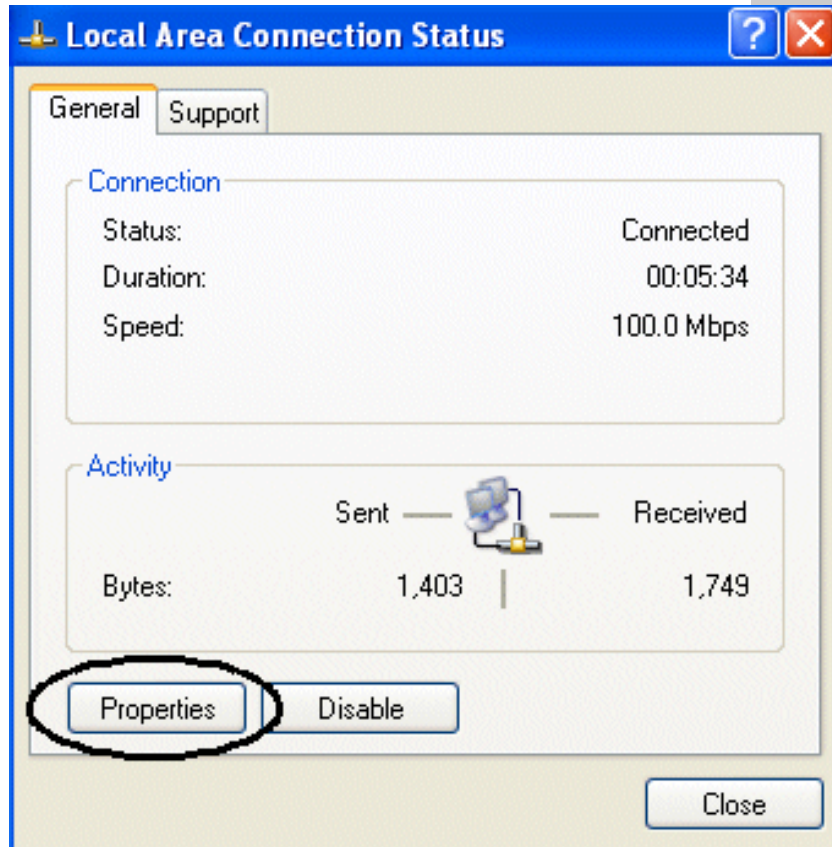 Local Area Connection Status
?
General Support
Connection
Status: Connected
Duration: 00:05:34
Speed: 100.0 Mbps
Activity
Sent Received
Bytes: 1,403 1,749
Properties Disable
Close